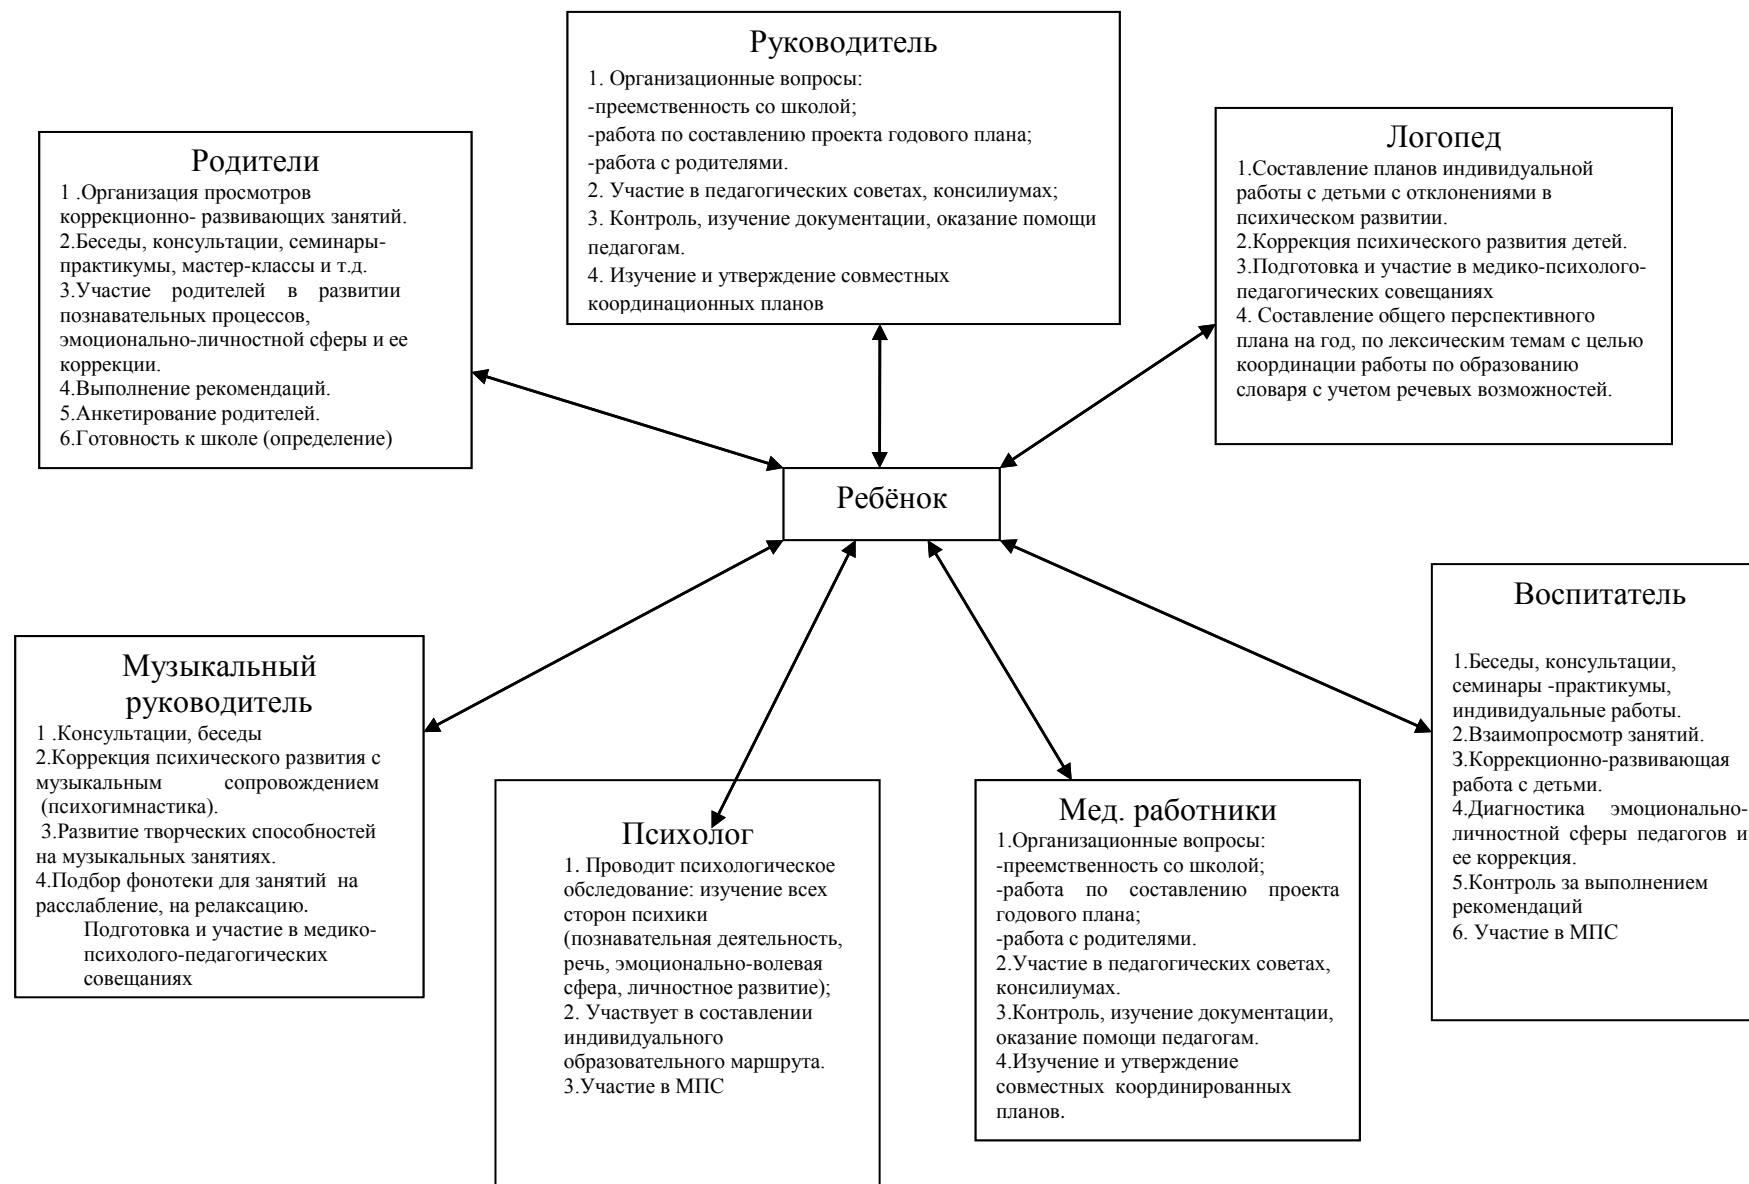 Руководитель
1. Организационные вопросы:
-преемственность со школой;
-работа по составлению проекта годового плана;
-работа с родителями.
2. Участие в педагогических советах, консилиумах;
3. Контроль, изучение документации, оказание помощи
педагогам.
4. Изучение и утверждение совместных
координационных планов
Родители
1 .Организация просмотров
коррекционно- развивающих занятий.
2.Беседы, консультации, семинары-
практикумы, мастер-классы и т.д.
3.Участие родителей в развитии
познавательных процессов,
эмоционально-личностной сферы и ее
коррекции.
4.Выполнение рекомендаций.
5.Анкетирование родителей.
6.Готовность к школе (определение)
Логопед
1.Составление планов индивидуальной
работы с детьми с отклонениями в
психическом развитии.
2.Коррекция психического развития детей.
3.Подготовка и участие в медико-психолого-
педагогических совещаниях
4. Составление общего перспективного
плана на год, по лексическим темам с целью
координации работы по образованию
словаря с учетом речевых возможностей.
Ребёнок
Музыкальный
руководитель
1 .Консультации, беседы
2.Коррекция психического развития с
музыкальным сопровождением
(психогимнастика).
3.Развитие творческих способностей
на музыкальных занятиях.
4.Подбор фонотеки для занятий на
расслабление, на релаксацию.
Подготовка и участие в медико-
психолого-педагогических
совещаниях
Психолог
1. Проводит психологическое
обследование: изучение всех
сторон психики
(познавательная деятельность,
речь, эмоционально-волевая
сфера, личностное развитие);
2. Участвует в составлении
индивидуального
образовательного маршрута.
3.Участие в МПС
Мед. работники
1.Организационные вопросы:
-преемственность со школой;
-работа по составлению проекта
годового плана;
-работа с родителями.
2.Участие в педагогических советах,
консилиумах.
3.Контроль, изучение документации,
оказание помощи педагогам.
4.Изучение и утверждение
совместных координированных
планов.
Воспитатель
1.Беседы, консультации,
семинары -практикумы,
индивидуальные работы.
2.Взаимопросмотр занятий.
3.Коррекционно-развивающая
работа с детьми.
4.Диагностика эмоционально-
личностной сферы педагогов и
ее коррекция.
5.Контроль за выполнением
рекомендаций
6. Участие в МПС